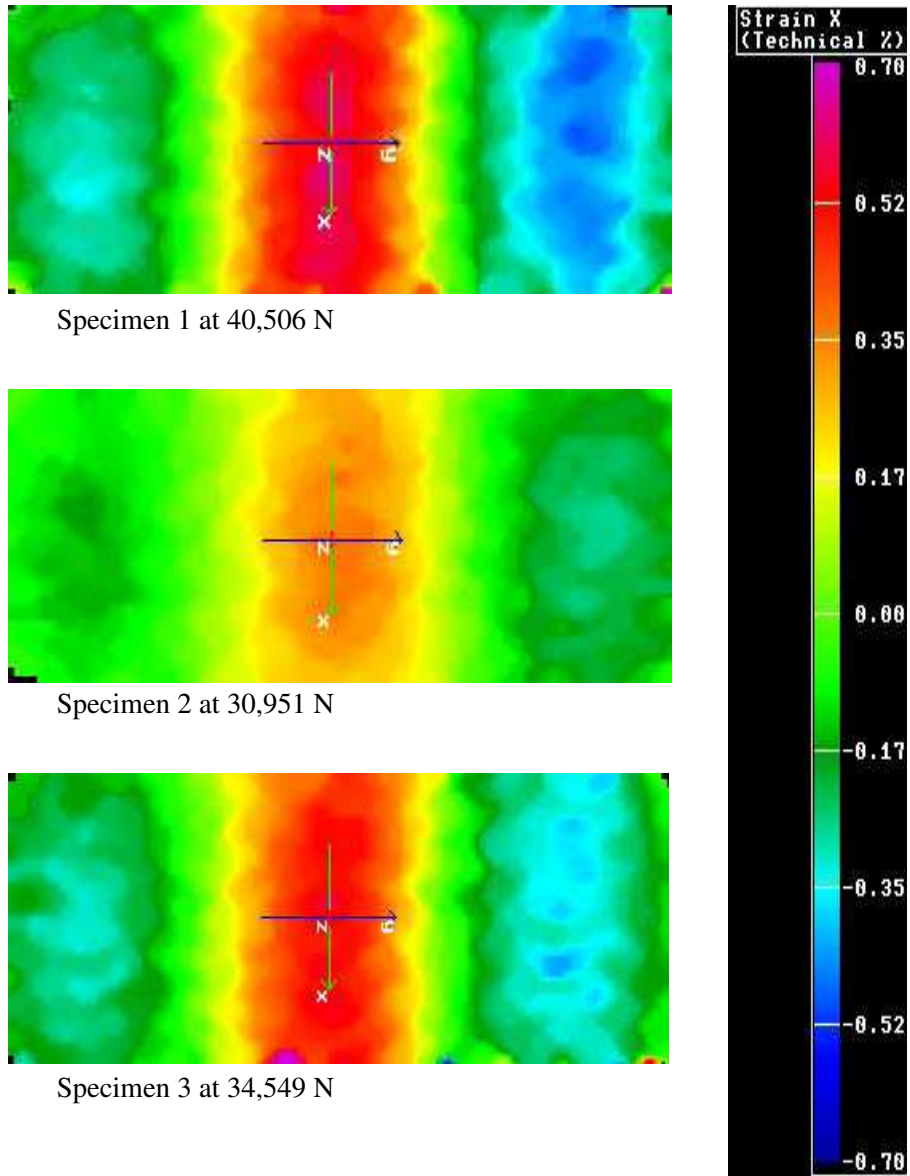 Strain X
(Technical %)
0.70
0.52
0.35
0.17
0.00
-0.17
-0.35
-0.52
-0.70
z
y
x
Specimen 1 at 40,506 N
z
x
Specimen 2 at 30,951 N
z
y
x
Specimen 3 at 34,549 N